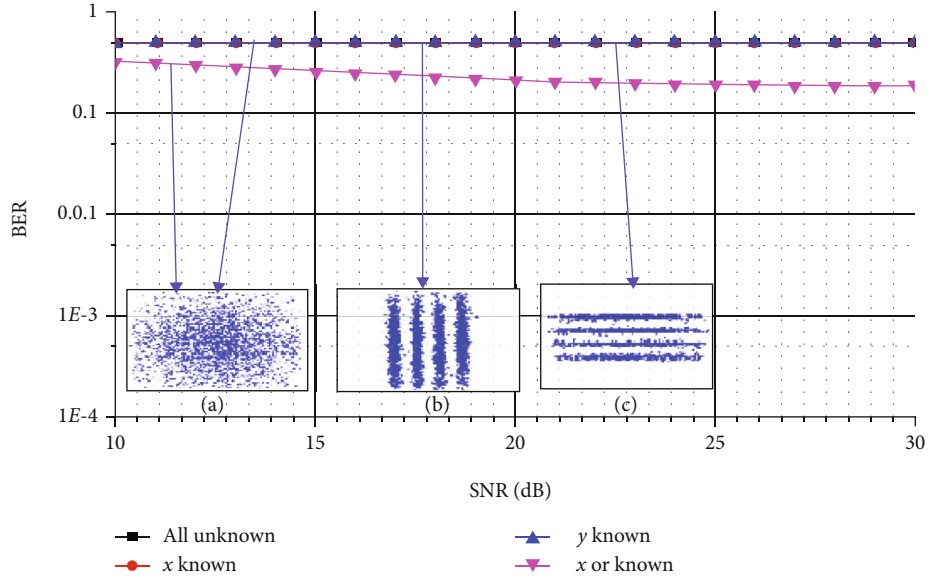 1
0.1
0.01
1E-3
1E-4
BER
(a)
(b)
(c)
10
15
20
25
30
SNR (dB)
All unknown
x known
y known
x or known